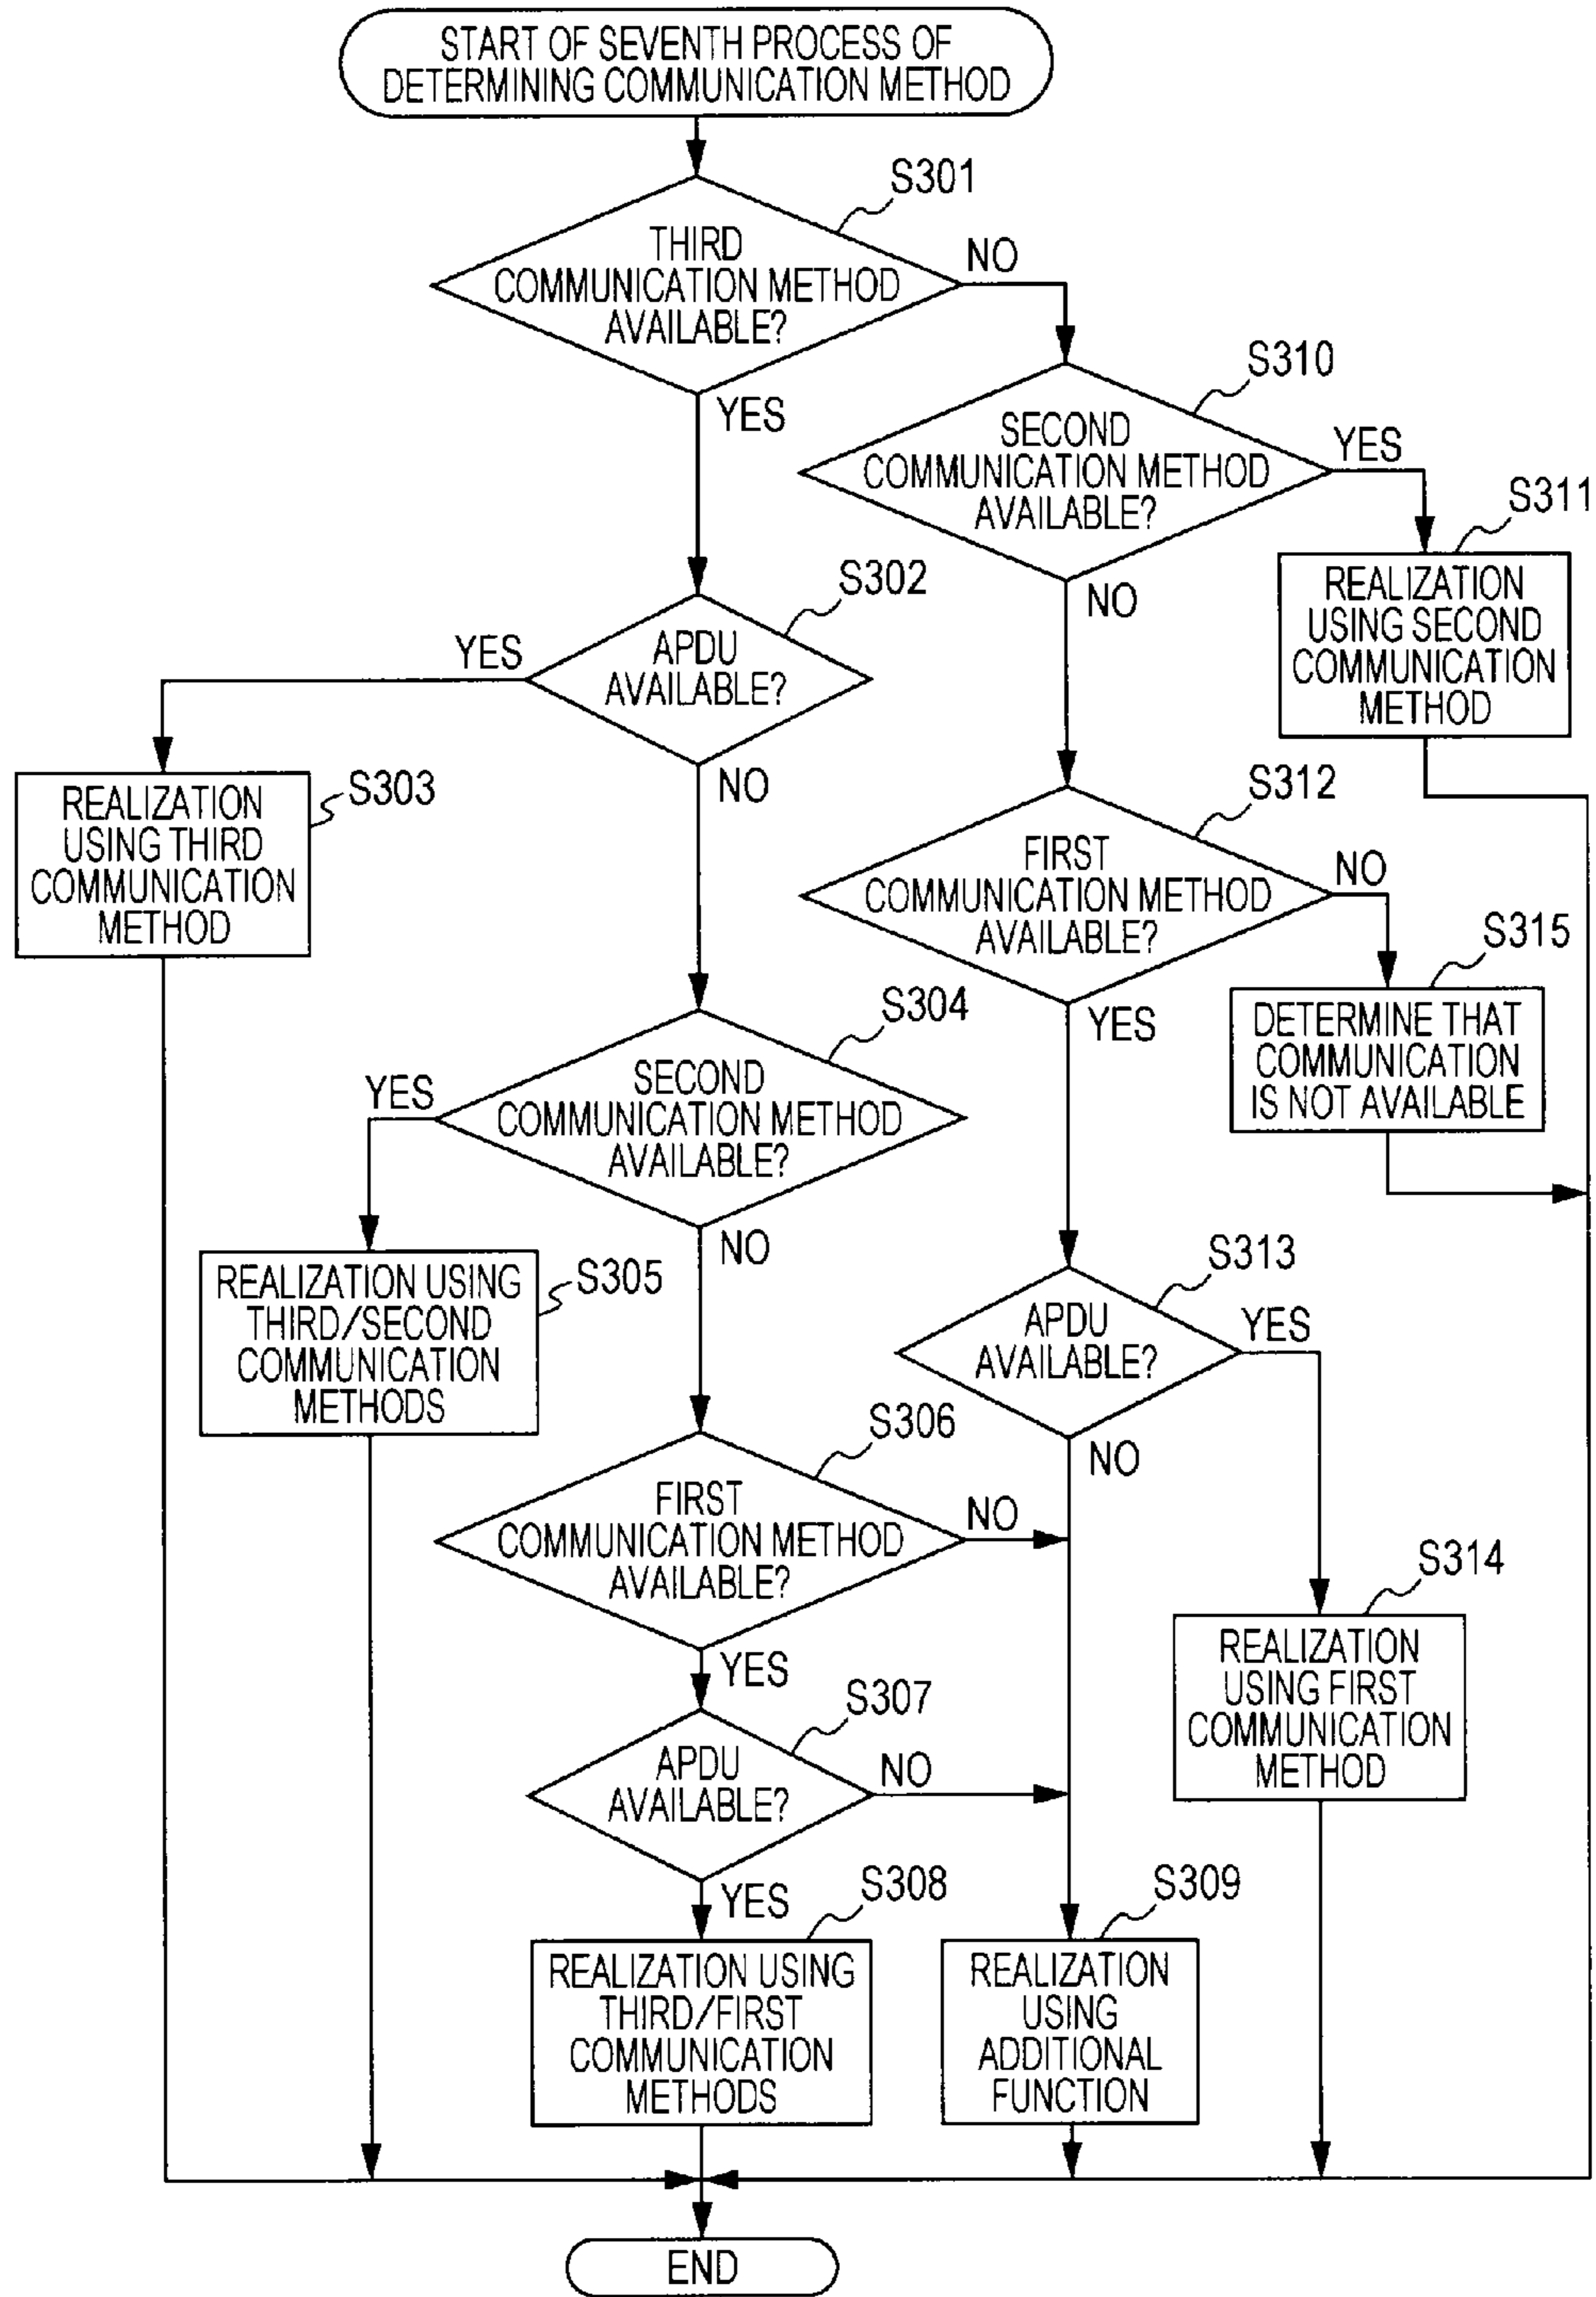 START OF SEVENTH PROCESS OF
DETERMINING COMMUNICATION METHOD
S301
THIRD
COMMUNICATION METHOD
AVAILABLE?
NO
YES
S310
SECOND
COMMUNICATION METHOD
AVAILABLE?
YES
NO
S311
REALIZATION
USING SECOND
COMMUNICATION
METHOD
S302
APDU
AVAILABLE?
YES
NO
S303
REALIZATION
USING THIRD
COMMUNICATION
METHOD
S312
FIRST
COMMUNICATION METHOD
AVAILABLE?
NO
YES
S315
DETERMINE THAT
COMMUNICATION
IS NOT AVAILABLE
S304
SECOND
COMMUNICATION METHOD
AVAILABLE?
YES
NO
S305
REALIZATION USING
THIRD/SECOND
COMMUNICATION
METHODS
S313
APDU
AVAILABLE?
YES
NO
S306
FIRST
COMMUNICATION METHOD
AVAILABLE?
NO
YES
S314
REALIZATION
USING FIRST
COMMUNICATION
METHOD
S307
APDU
AVAILABLE?
NO
YES
S308
REALIZATION USING
THIRD/FIRST
COMMUNICATION
METHODS
S309
REALIZATION
USING
ADDITIONAL
FUNCTION
END